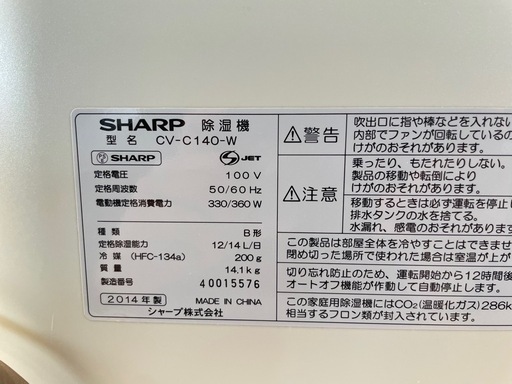 SHARP 除湿機
型名 CV-C140-W
SHARP S JET
定格電圧 100 V
定格周波数 50/60 Hz
電動機定格消費電力 330/360 W
種類 B 形
定格除湿能力 12/14 L/日
冷媒 (HFC-134a) 200g
質量 14.1kg
製造番号 40015576
2014年製 MADE IN CHINA
シャープ株式会社
警告
吹出口に指や棒などを入れない
内部でファンが回転している
けがのおそれがあります。
注意
乗ったり、もたれたりしない。
製品の移動や転倒により
けがのおそれがあります。
移動するときは必ず運転を停止し
排水タンクの水を捨てる。
水漏れ、感電のおそれがあります
この製品は部屋全体を冷やすことはできませ
閉め切った場所で使われた場合は室温が上が
切り忘れ防止のため、運転開始から12時間後
オートオフ機能が作動して自動停止します。
この家庭用除湿機にはCO₂(温暖化ガス)286k
相当するフロン類が封入されています。